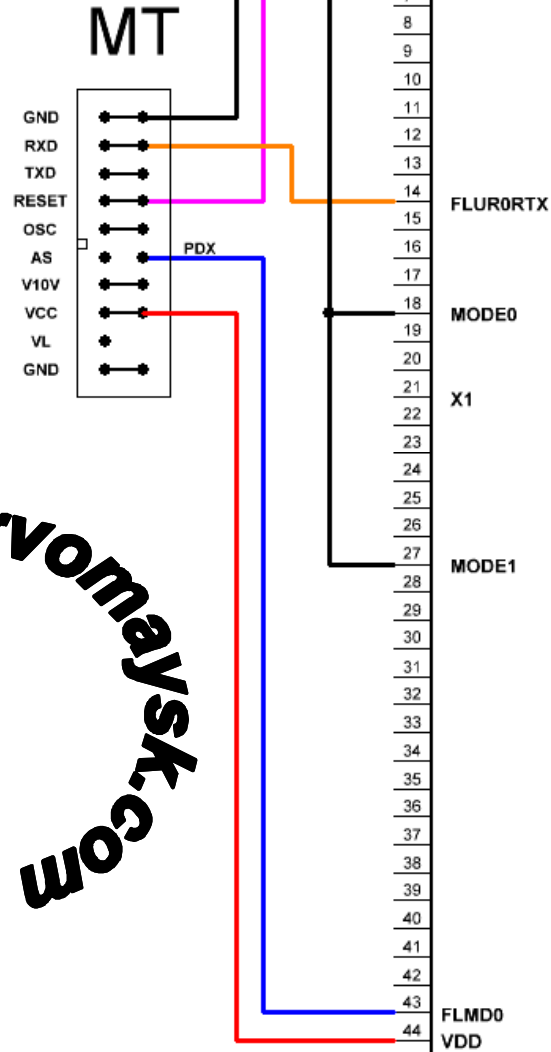 MT
GND
RXD
TXD
RESET
OSC
AS
V10V
VCC
VL
GND
PDX
8
9
10
11
12
13
14
15
16
17
18
19
20
21
22
23
24
25
26
27
28
29
30
31
32
33
34
35
36
37
38
39
40
41
42
43
44
FLUR0RTX
MODE0
X1
MODE1
FLMD0
VDD
vomaysk.com